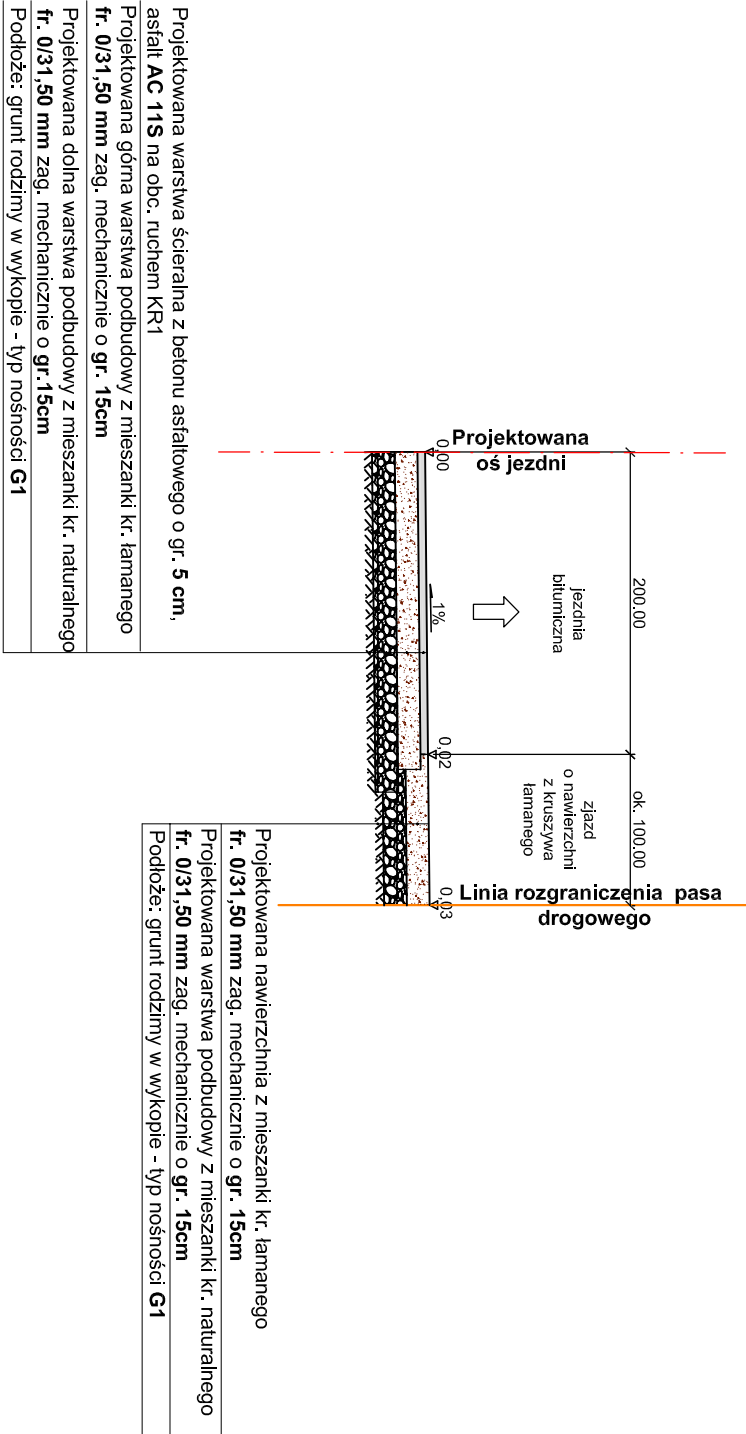 Projektowana
oś jezdni
Linia rozgraniczenia pasa
drogowego
200.00
ok. 100.00
jezdnia
bitumiczna
zjazd
o nawierzchni
z kruszywa
łamanego
1%
0,00
0,02
0,03
Projektowana warstwa ścieralna z betonu asfaltowego o gr. 5 cm,
asfalt AC 11S na obc. ruchem KR1
Projektowana górna warstwa podbudowy z mieszanki kr. łamanego
fr. 0/31,50 mm zag. mechanicznie o gr. 15cm
Projektowana dolna warstwa podbudowy z mieszanki kr. naturalnego
fr. 0/31,50 mm zag. mechanicznie o gr.15cm
Podłoże: grunt rodzimy w wykopie - typ nośności G1
Projektowana nawierzchnia z mieszanki kr. łamanego
fr. 0/31,50 mm zag. mechanicznie o gr. 15cm
Projektowana warstwa podbudowy z mieszanki kr. naturalnego
fr. 0/31,50 mm zag. mechanicznie o gr. 15cm
Podłoże: grunt rodzimy w wykopie - typ nośności G1